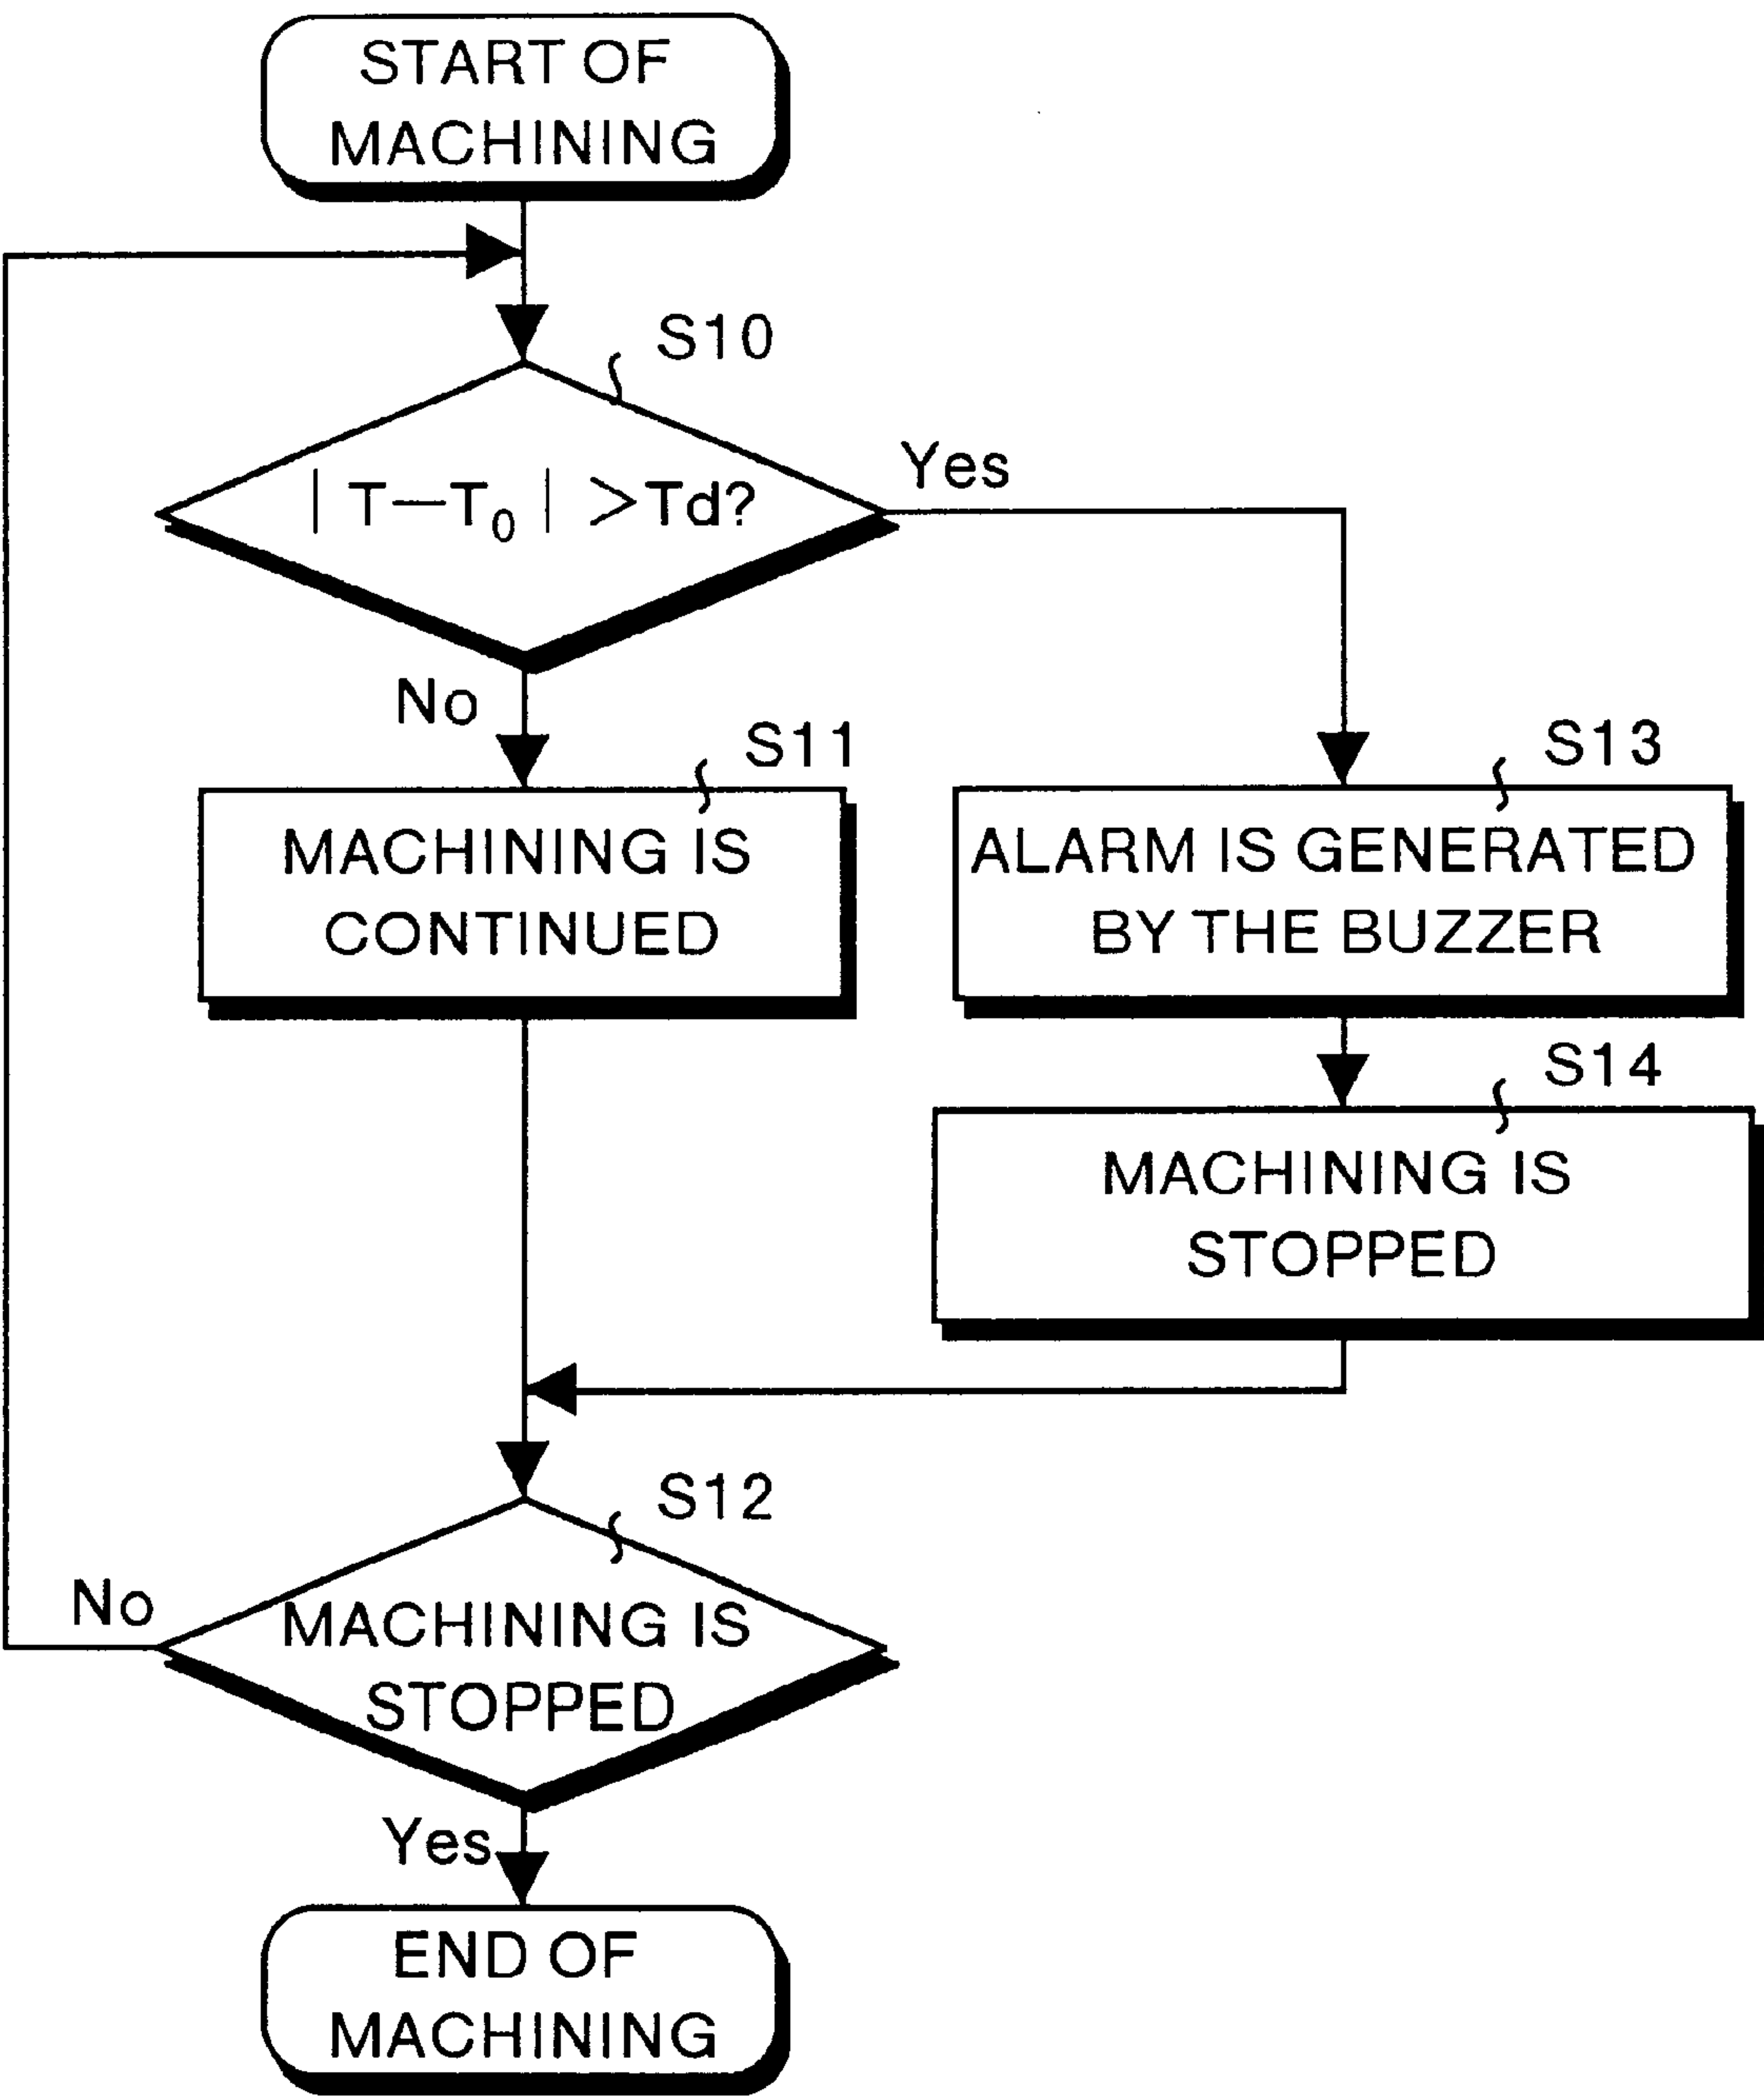 START OF
MACHINING
S10
| T—T₀ | >Td?
Yes
No
S11
MACHINING IS
CONTINUED
S13
ALARM IS GENERATED
BY THE BUZZER
S14
MACHINING IS
STOPPED
S12
No
MACHINING IS
STOPPED
Yes
END OF
MACHINING